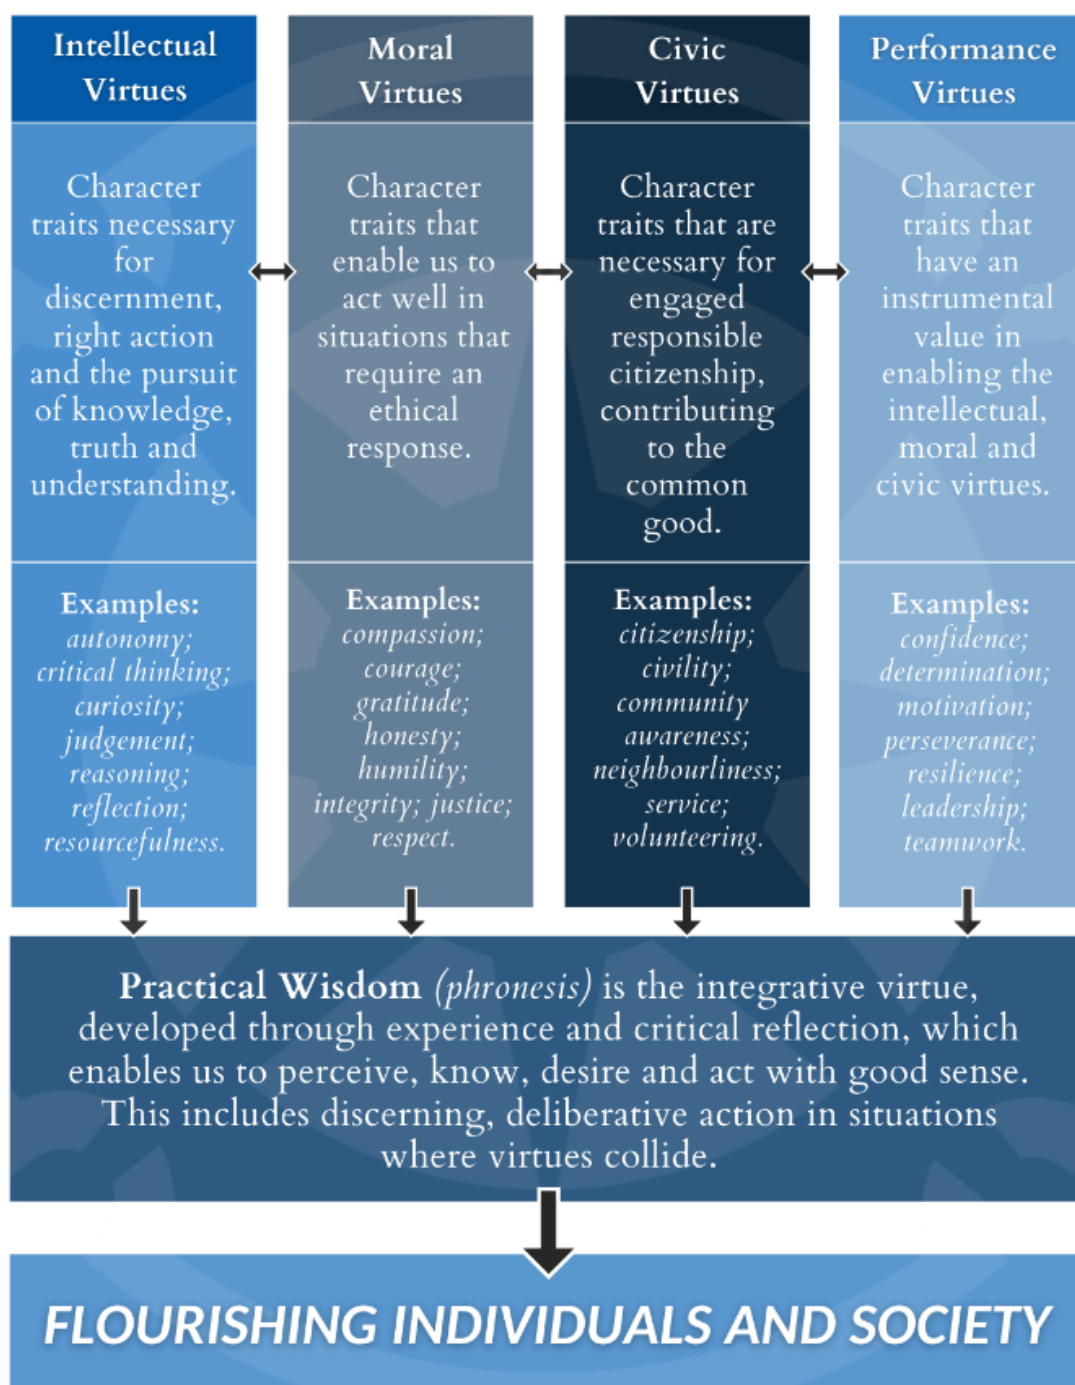 Intellectual
Virtues
Character
traits necessary
for
discernment,
right action
and the pursuit
of knowledge,
truth and
understanding.
Examples:
autonomy;
critical thinking;
curiosity;
judgement;
reasoning;
reflection;
resourcefulness.
Moral
Virtues
Character
traits that
enable us to
act well in
situations that
require an
ethical
response.
Examples:
compassion;
courage;
gratitude;
honesty;
humility;
integrity; justice;
respect.
Civic
Virtues
Character
traits that are
necessary for
engaged
responsible
citizenship,
contributing
to the
common
good.
Examples:
citizenship;
civility;
community
awareness;
neighbourliness;
service;
volunteering.
Performance
Virtues
Character
traits that
have an
instrumental
value in
enabling the
intellectual,
moral and
civic virtues.
Examples:
confidence;
determination;
motivation;
perseverance;
resilience;
leadership;
teamwork.
Practical Wisdom (phronesis) is the integrative virtue,
developed through experience and critical reflection, which
enables us to perceive, know, desire and act with good sense.
This includes discerning, deliberative action in situations
where virtues collide.
FLOURISHING INDIVIDUALS AND SOCIETY